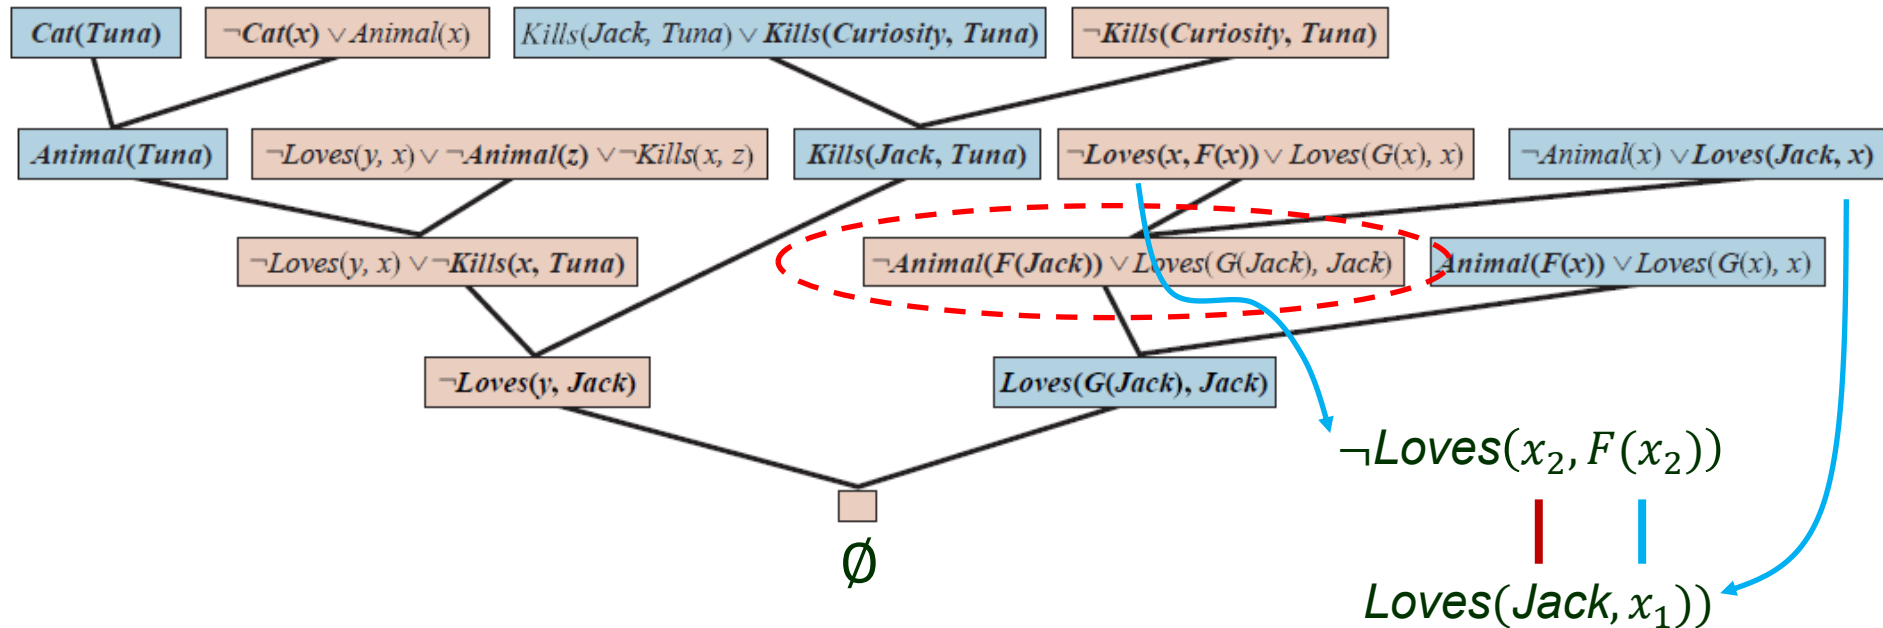 Cat(Tuna) ¬Cat(x) ∨ Animal(x) Kills(Jack, Tuna) ∨ Kills(Curiosity, Tuna) ¬Kills(Curiosity, Tuna)
Animal(Tuna) ¬Loves(y, x) ∨ ¬Animal(z) ∨ ¬Kills(x, z) Kills(Jack, Tuna) ¬Loves(x, F(x)) ∨ Loves(G(x), x) ¬Animal(x) ∨ Loves(Jack, x)
¬Loves(y, x) ∨ ¬Kills(x, Tuna) ¬Animal(F(Jack)) ∨ Loves(G(Jack), Jack) Animal(F(x)) ∨ Loves(G(x), x)
¬Loves(y, Jack) Loves(G(Jack), Jack)
¬Loves(x₂, F(x₂))
∅
Loves(Jack, x₁))